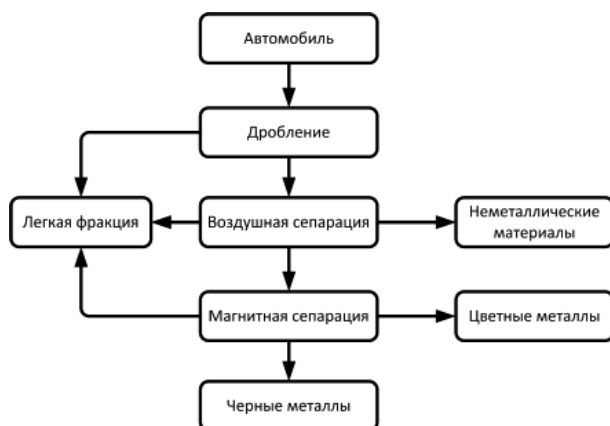 Автомобиль
Дробление
Легкая фракция
Воздушная сепарация
Неметаллические
материалы
Магнитная сепарация
Цветные металлы
Черные металлы